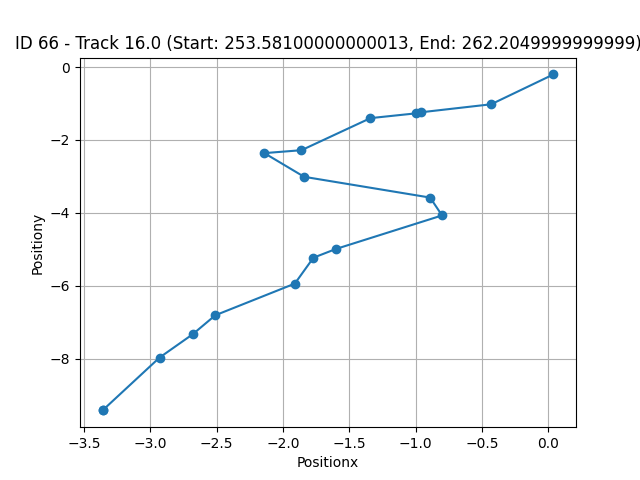 ID 66 - Track 16.0 (Start: 253.58100000000013, End: 262.2049999999999)
0
−2
−4
−6
−8
Positiony
−3.5 −3.0 −2.5 −2.0 −1.5 −1.0 −0.5 0.0
Positionx